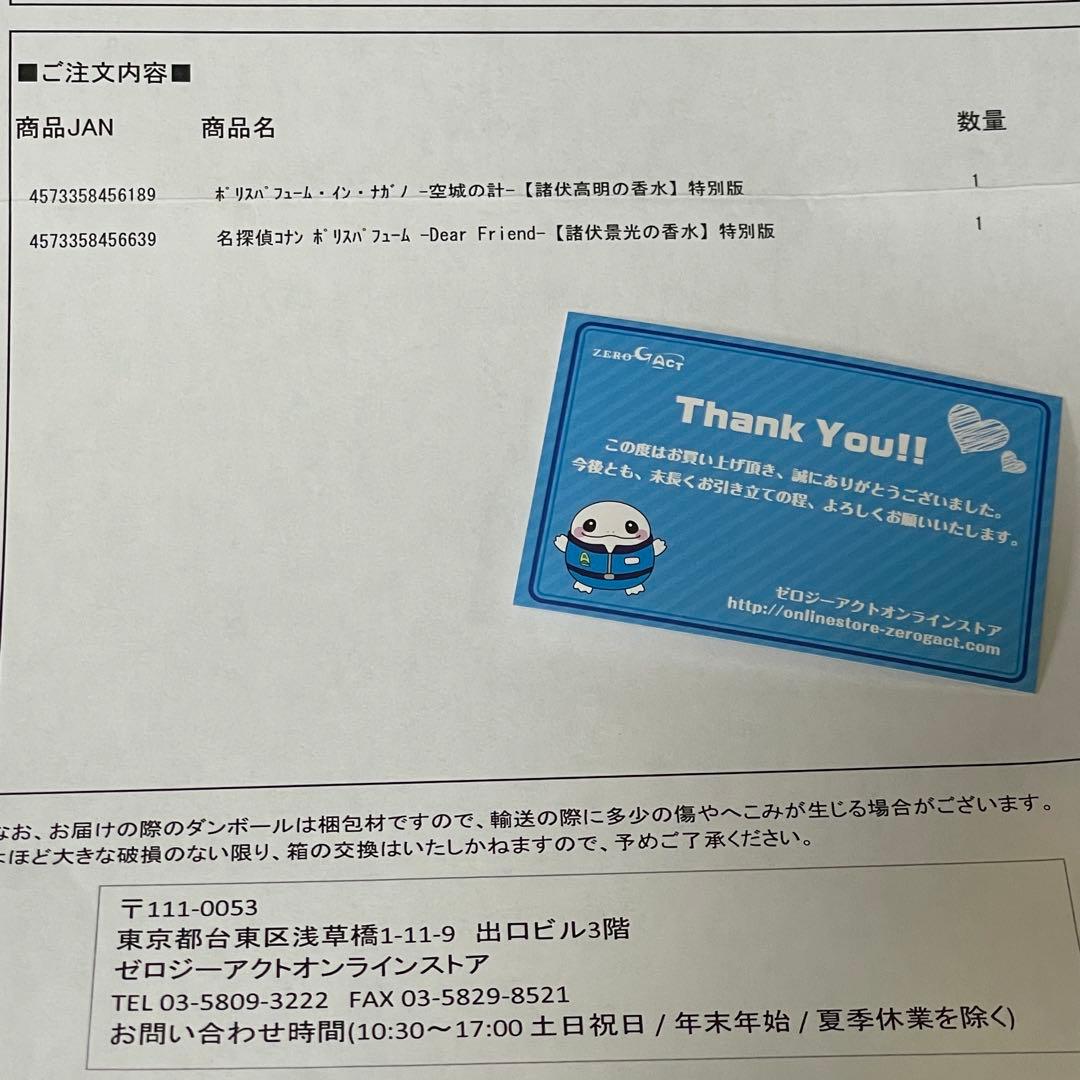 ■ご注文内容■
商品JAN 商品名 数量
4573358456189 ﾎﾟﾘｽﾊﾟﾌｭｰﾑ・ｲﾝ・ﾅｶﾞﾉ -空城の計-【諸伏高明の香水】特別版 1
4573358456639 名探偵ｺﾅﾝ ﾎﾟﾘｽﾊﾟﾌｭｰﾑ -Dear Friend-【諸伏景光の香水】特別版 1
ZERO G ACT
Thank You!!
この度はお買い上げ頂き、誠にありがとうございました。
今後とも、末長くお引き立ての程、よろしくお願いいたします。
ゼロジーアクトオンラインストア
http://onlinestore-zerogact.com
なお、お届けの際のダンボールは梱包材ですので、輸送の際に多少の傷やへこみが生じる場合がございます。
よほど大きな破損のない限り、箱の交換はいたしかねますので、予めご了承ください。
〒111-0053
東京都台東区浅草橋1-11-9 出口ビル3階
ゼロジーアクトオンラインストア
TEL 03-5809-3222 FAX 03-5829-8521
お問い合わせ時間(10:30～17:00 土日祝日 / 年末年始 / 夏季休業を除く)